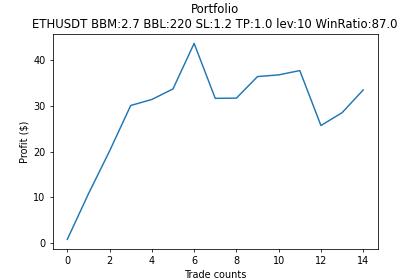 Portfolio
ETHUSDT BBM:2.7 BBL:220 SL:1.2 TP:1.0 lev:10 WinRatio:87.0
Profit ($)
40
30
20
10
0
0 2 4 6 8 10 12 14
Trade counts